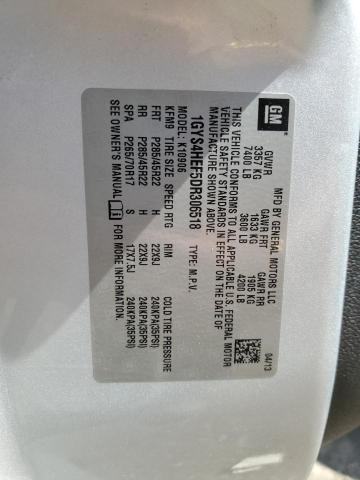 GM
MFD BY GENERAL MOTORS LLC
04/13
GVWR GAWR FRT GAWR RR
3357 KG 1633 KG 1905 KG
7400 LB 3600 LB 4200 LB
THIS VEHICLE CONFORMS TO ALL APPLICABLE U.S. FEDERAL MOTOR
VEHICLE SAFETY STANDARDS IN EFFECT ON THE DATE OF
MANUFACTURE SHOWN ABOVE.
1GYS4HEF5DR306518 TYPE: M.P.V.
MODEL: K10906
KFM9 TIRE SIZE SPEED RTG RIM COLD TIRE PRESSURE
FRT P285/45R22 H 22X9J 240KPA(35PSI)
RR P285/45R22 H 22X9J 240KPA(35PSI)
SPA P265/70R17 S 17X7.5J 240KPA(35PSI)
SEE OWNER'S MANUAL FOR MORE INFORMATION.